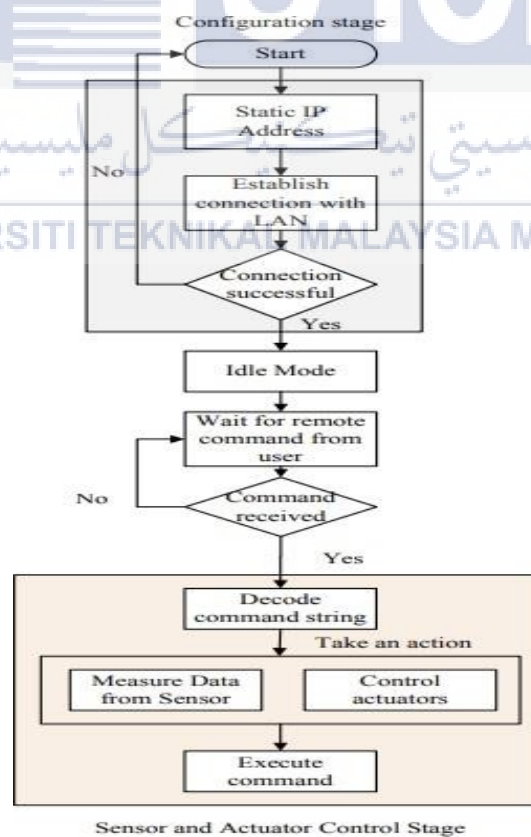 Configuration stage
Start
Static IP
Address
No
Establish
connection with
LAN
Connection
successful
Yes
Idle Mode
Wait for remote
command from
user
No
Command
received
Yes
Decode
command string
Take an action
Measure Data
from Sensor
Control
actuators
Execute
command
Sensor and Actuator Control Stage
TEKNIKAL MALAYSIA